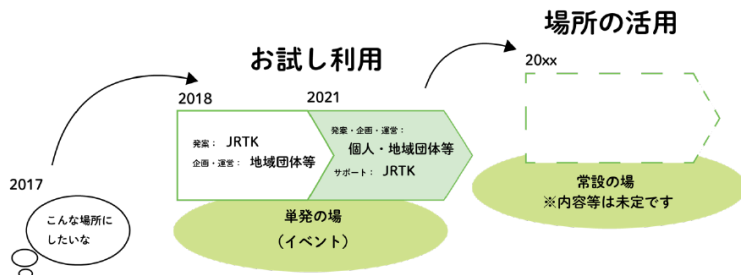 2017
こんな場所に
したいな
お試し利用
2018
発案： JRTK
企画・運営： 地域団体等
2021
発案・企画・運営：
個人・地域団体等
サポート： JRTK
単発の場
（イベント）
場所の活用
20xx
常設の場
※内容等は未定です